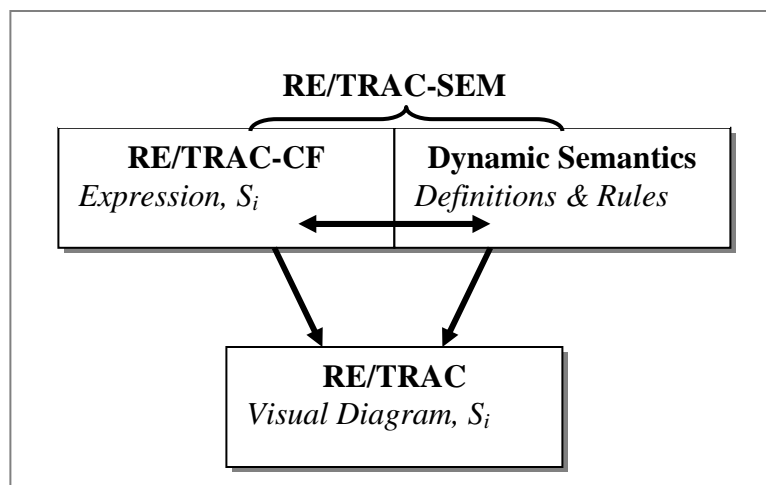 RE/TRAC-SEM
RE/TRAC-CF
Expression, Si
Dynamic Semantics
Definitions & Rules
RE/TRAC
Visual Diagram, Si